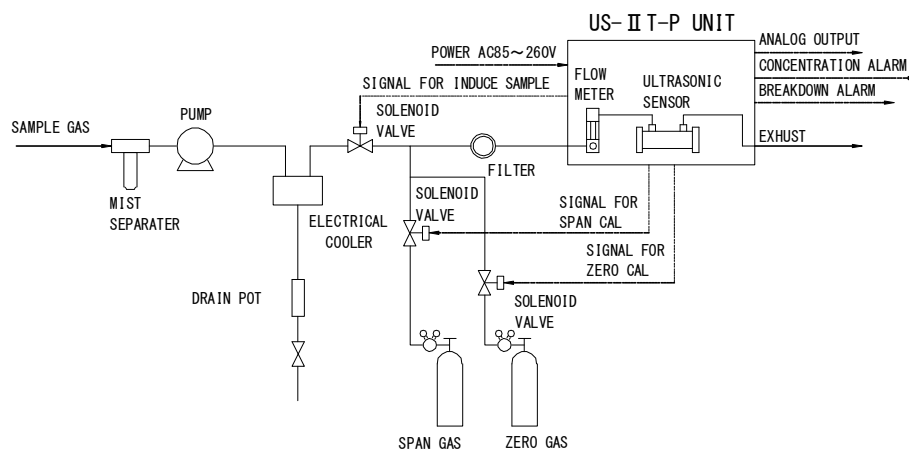 US-ⅡT-P UNIT
POWER AC85～260V
ANALOG OUTPUT
CONCENTRATION ALARM
BREAKDOWN ALARM
EXHUST
FLOW
METER
ULTRASONIC
SENSOR
SIGNAL FOR INDUCE SAMPLE
SOLENOID
VALVE
SAMPLE GAS
PUMP
MIST
SEPARATER
ELECTRICAL
COOLER
FILTER
SOLENOID
VALVE
SIGNAL FOR
SPAN CAL
SIGNAL FOR
ZERO CAL
DRAIN POT
SOLENOID
VALVE
SPAN GAS
ZERO GAS